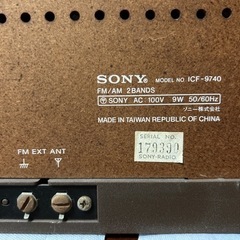 SONY® MODEL NO. ICF-9740
FM/AM 2BANDS
Ⓨ SONY AC 100V 9W 50/60Hz
ソニー株式会社
MADE IN TAIWAN REPUBLIC OF CHINA
SERIAL NO.
179390
SONY-RADIO
FM EXT ANT